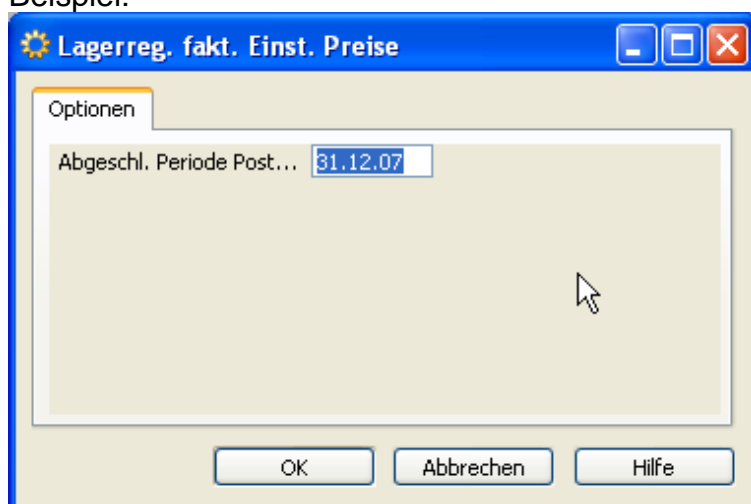 Beispiel:
Lagerreg. fakt. Einst. Preise
Optionen
Abgeschl. Periode Post... 31.12.07
OK Abbrechen Hilfe